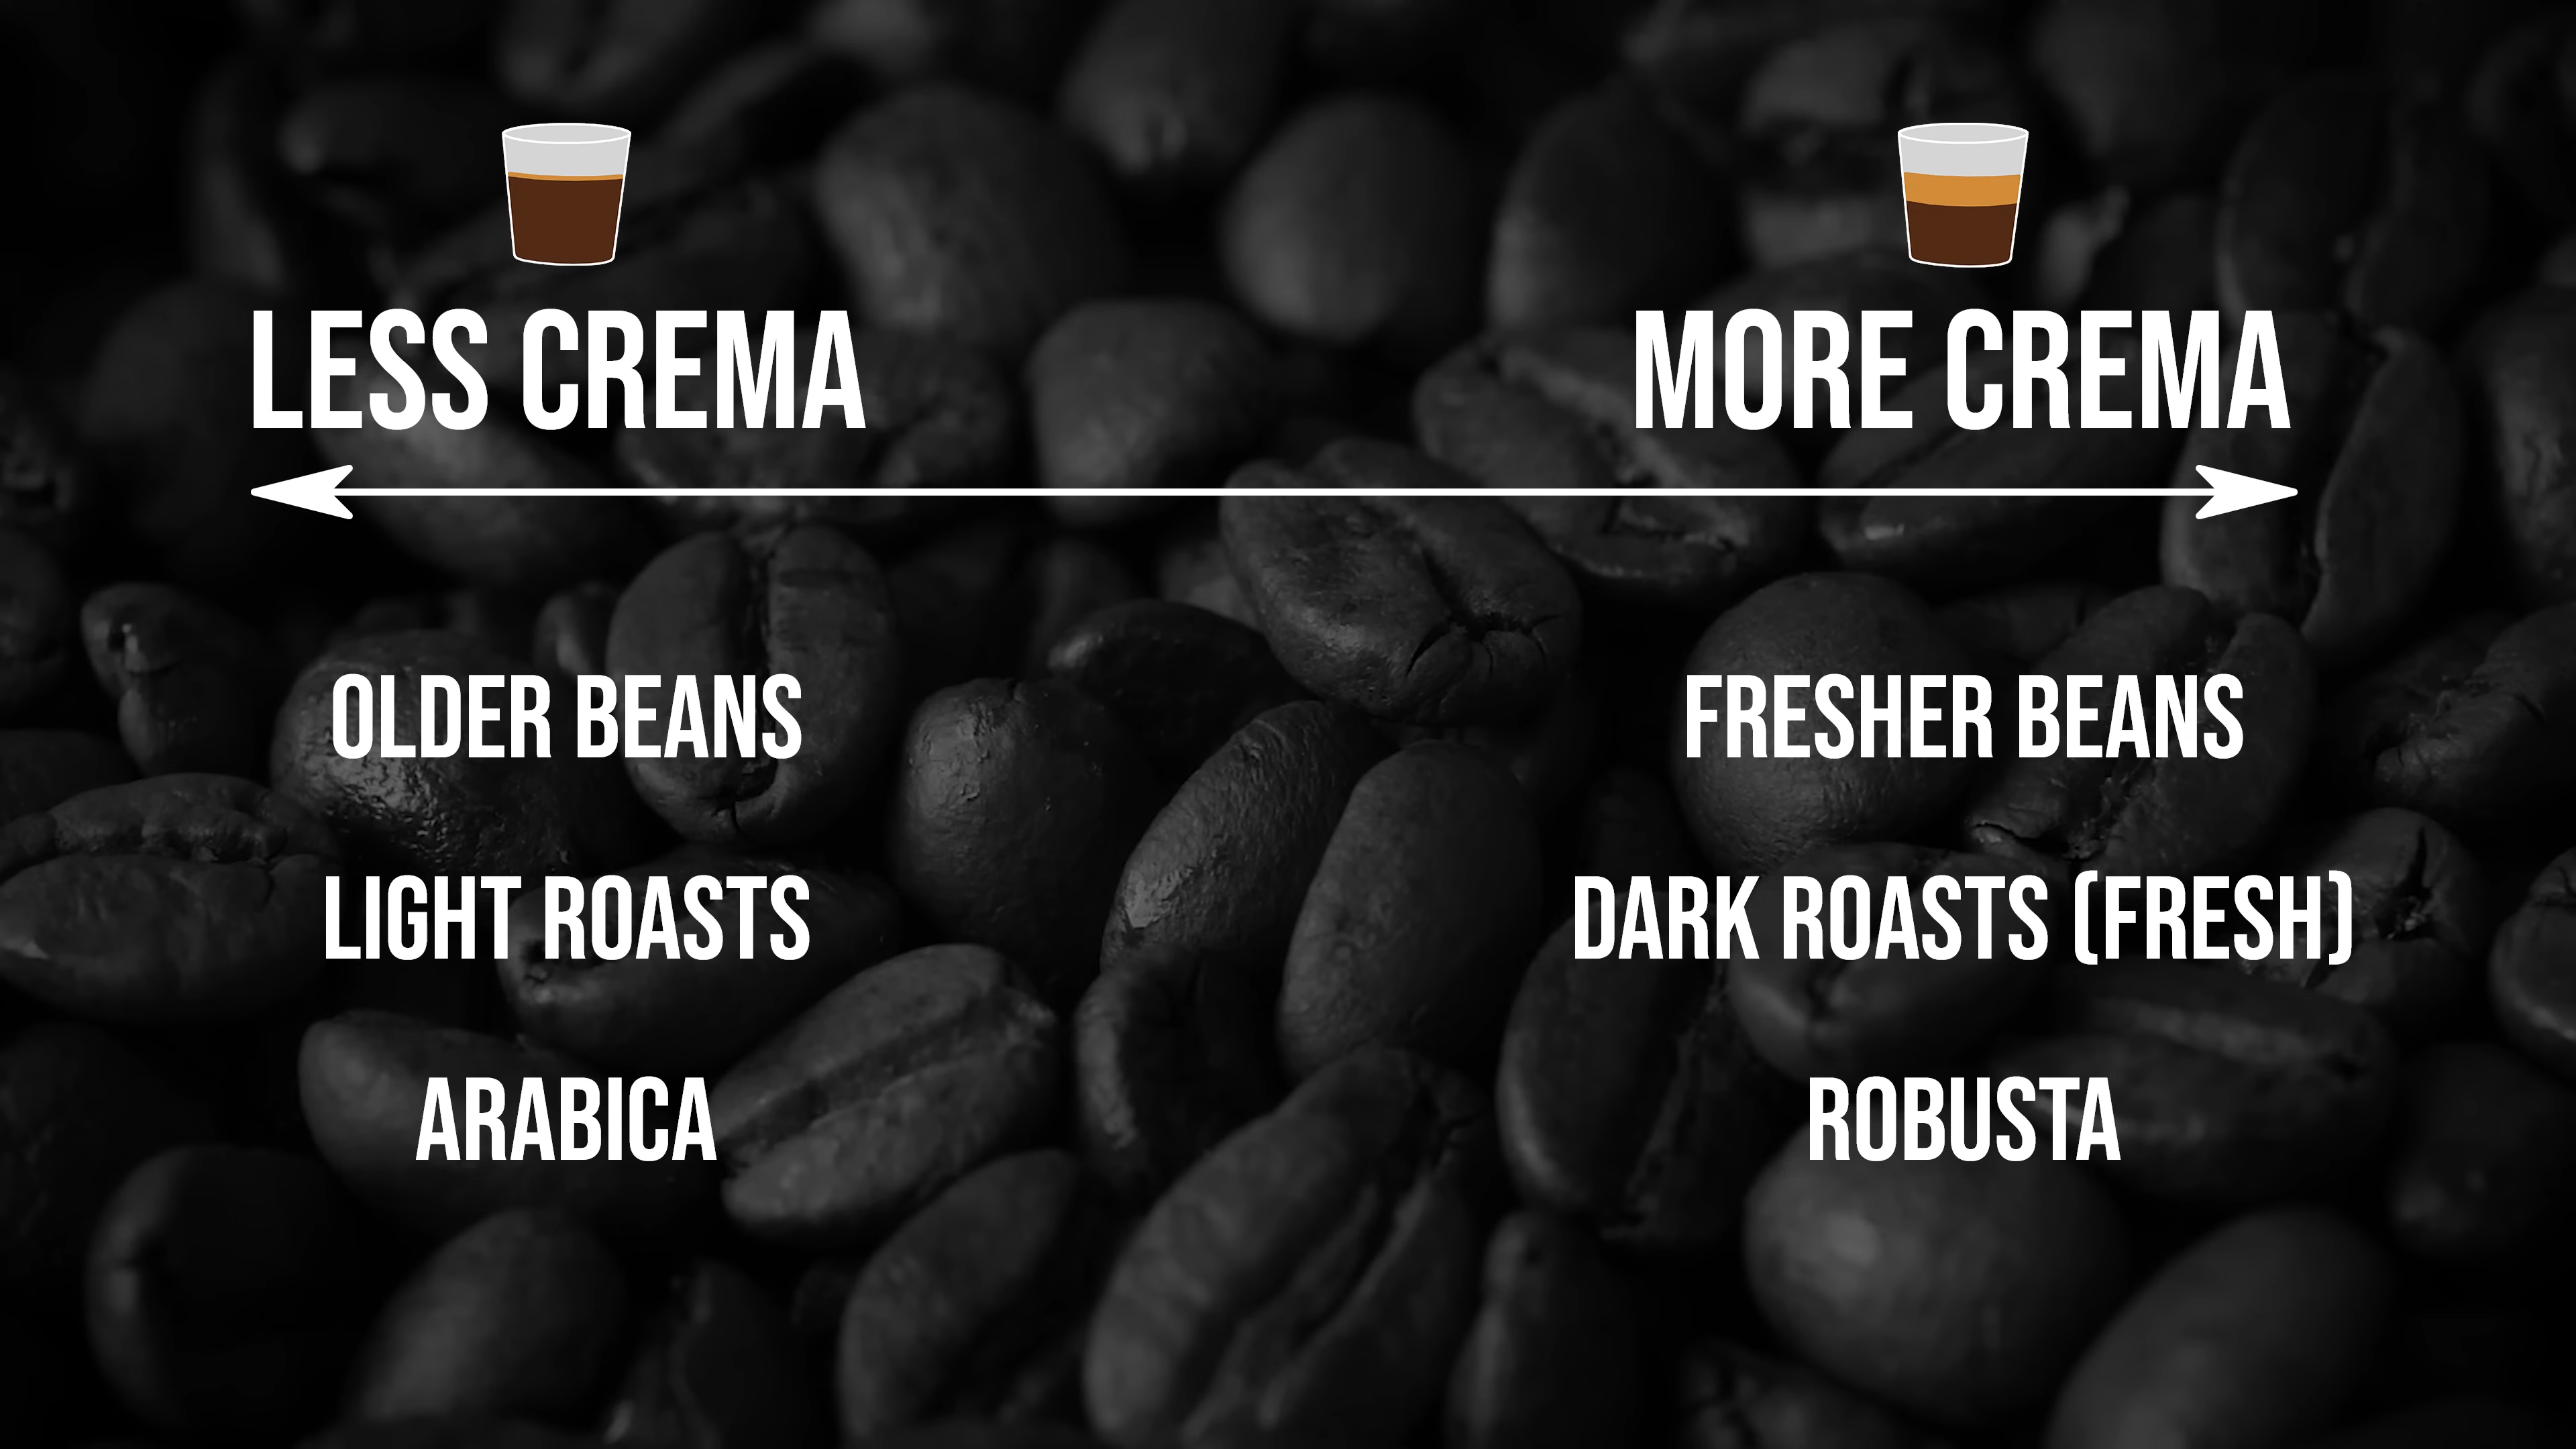 LESS CREMA
MORE CREMA
OLDER BEANS
FRESHER BEANS
LIGHT ROASTS
DARK ROASTS (FRESH)
ARABICA
ROBUSTA